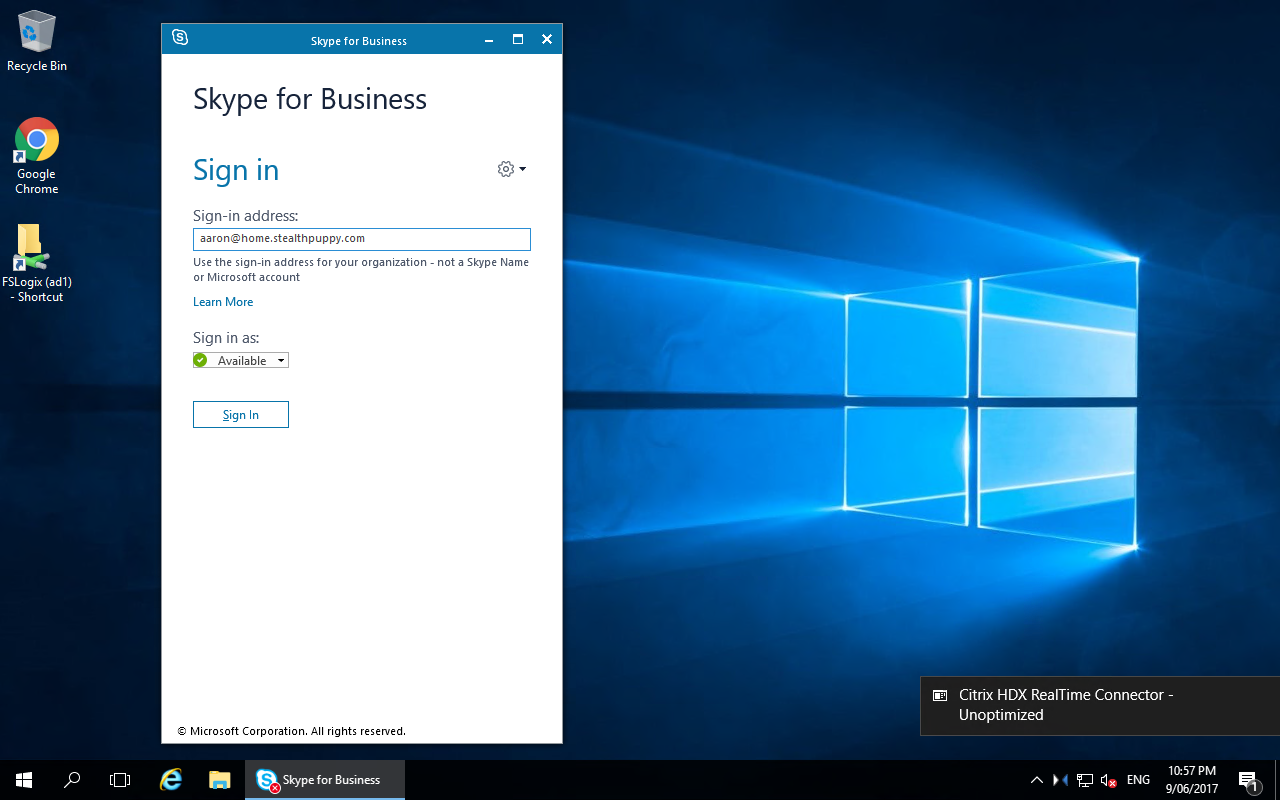 Recycle Bin
Google
Chrome
FSLogix (ad1)
- Shortcut
Skype for Business
Skype for Business
Sign in
Sign-in address:
aaron@home.stealthpuppy.com
Use the sign-in address for your organization - not a Skype Name
or Microsoft account
Learn More
Sign in as:
Available
Sign In
© Microsoft Corporation. All rights reserved.
Citrix HDX RealTime Connector -
Unoptimized
Skype for Business
ENG
10:57 PM
9/06/2017
1